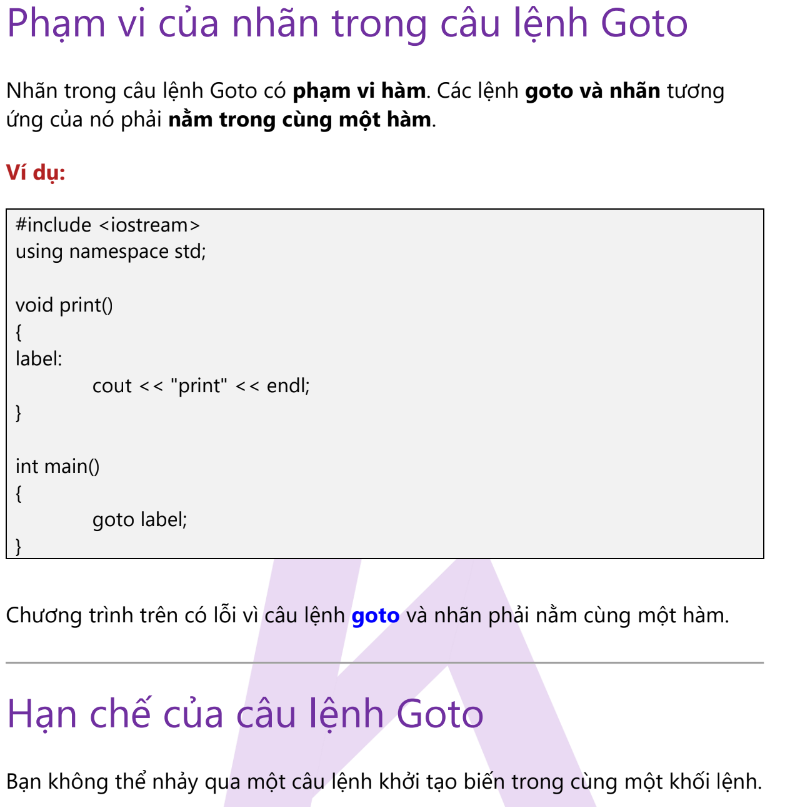 Phạm vi của nhãn trong câu lệnh Goto
Nhãn trong câu lệnh Goto có phạm vi hàm. Các lệnh goto và nhãn tương
ứng của nó phải nằm trong cùng một hàm.
Ví dụ:
#include <iostream>
using namespace std;
void print()
{
label:
cout << "print" << endl;
}
int main()
{
goto label;
}
Chương trình trên có lỗi vì câu lệnh goto và nhãn phải nằm cùng một hàm.
Hạn chế của câu lệnh Goto
Bạn không thể nhảy qua một câu lệnh khởi tạo biến trong cùng một khối lệnh.